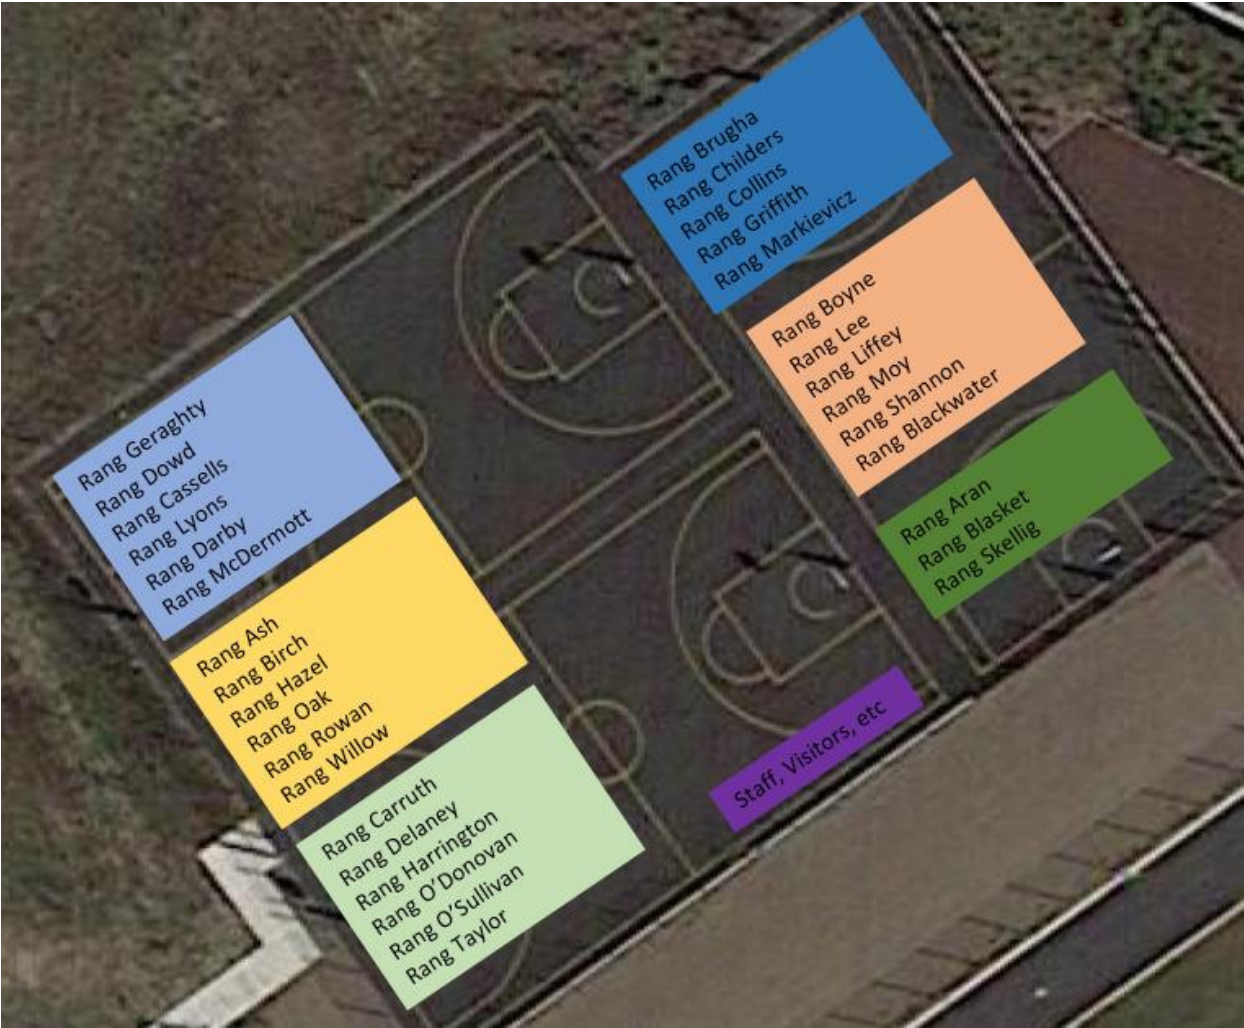 Rang Brugha
Rang Childers
Rang Collins
Rang Griffith
Rang Markievicz
Rang Boyne
Rang Lee
Rang Liffey
Rang Moy
Rang Shannon
Rang Blackwater
Rang Aran
Rang Blasket
Rang Skellig
Rang Geraghty
Rang Dowd
Rang Cassells
Rang Lyons
Rang Darby
Rang McDermott
Rang Ash
Rang Birch
Rang Hazel
Rang Oak
Rang Rowan
Rang Willow
Rang Carruth
Rang Delaney
Rang Harrington
Rang O’Donovan
Rang O’Sullivan
Rang Taylor
Staff, Visitors, etc